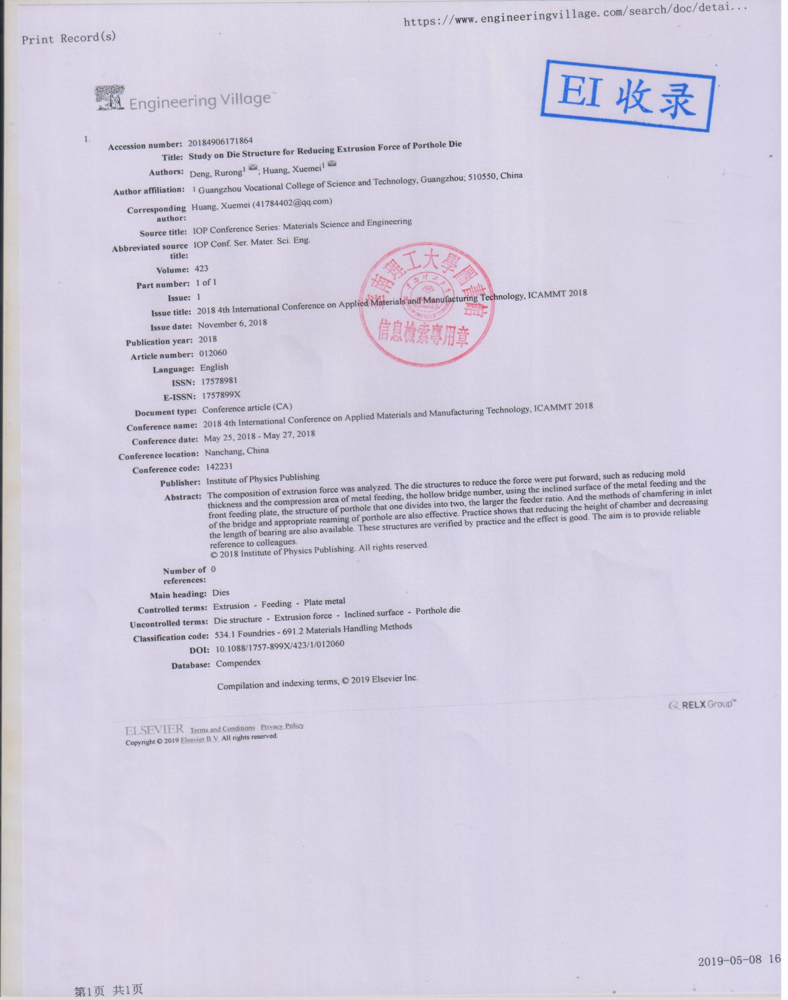 https://www.engineeringvillage.com/search/doc/detai...
Print Record(s)
EI 收录
Engineering Village™
1.
Accession number: 20184906171864
Title: Study on Die Structure for Reducing Extrusion Force of Porthole Die
Authors: Deng, Rurong1 ; Huang, Xuemei1
Author affiliation: 1 Guangzhou Vocational College of Science and Technology, Guangzhou; 510550, China
Corresponding Huang, Xuemei (41784402@qq.com)
author:
Source title: IOP Conference Series: Materials Science and Engineering
Abbreviated source IOP Conf. Ser. Mater. Sci. Eng.
title:
Volume: 423
Part number: 1 of 1
Issue: 1
Issue title: 2018 4th International Conference on Applied Materials and Manufacturing Technology, ICAMMT 2018
Issue date: November 6, 2018
Publication year: 2018
Article number: 012060
Language: English
ISSN: 17578981
E-ISSN: 1757899X
Document type: Conference article (CA)
Conference name: 2018 4th International Conference on Applied Materials and Manufacturing Technology, ICAMMT 2018
Conference date: May 25, 2018 - May 27, 2018
Conference location: Nanchang, China
Conference code: 142231
Publisher: Institute of Physics Publishing
Abstract: The composition of extrusion force was analyzed. The die structures to reduce the force were put forward, such as reducing mold
thickness and the compression area of metal feeding, the hollow bridge number, using the inclined surface of the metal feeding and the
front feeding plate, the structure of porthole that one divides into two, the larger the feeder ratio. And the methods of chamfering in inlet
of the bridge and appropriate reaming of porthole are also effective. Practice shows that reducing the height of chamber and decreasing
the length of bearing are also available. These structures are verified by practice and the effect is good. The aim is to provide reliable
reference to colleagues.
© 2018 Institute of Physics Publishing. All rights reserved.
Number of 0
references:
Main heading: Dies
Controlled terms: Extrusion - Feeding - Plate metal
Uncontrolled terms: Die structure - Extrusion force - Inclined surface - Porthole die
Classification code: 534.1 Foundries - 691.2 Materials Handling Methods
DOI: 10.1088/1757-899X/423/1/012060
Database: Compendex
Compilation and indexing terms, © 2019 Elsevier Inc.
南理工大學圖書館
信息檢索專用章
RELX Group™
ELSEVIER Terms and Conditions Privacy Policy
Copyright © 2019 Elsevier B V All rights reserved.
2019-05-08 16
第1页 共1页